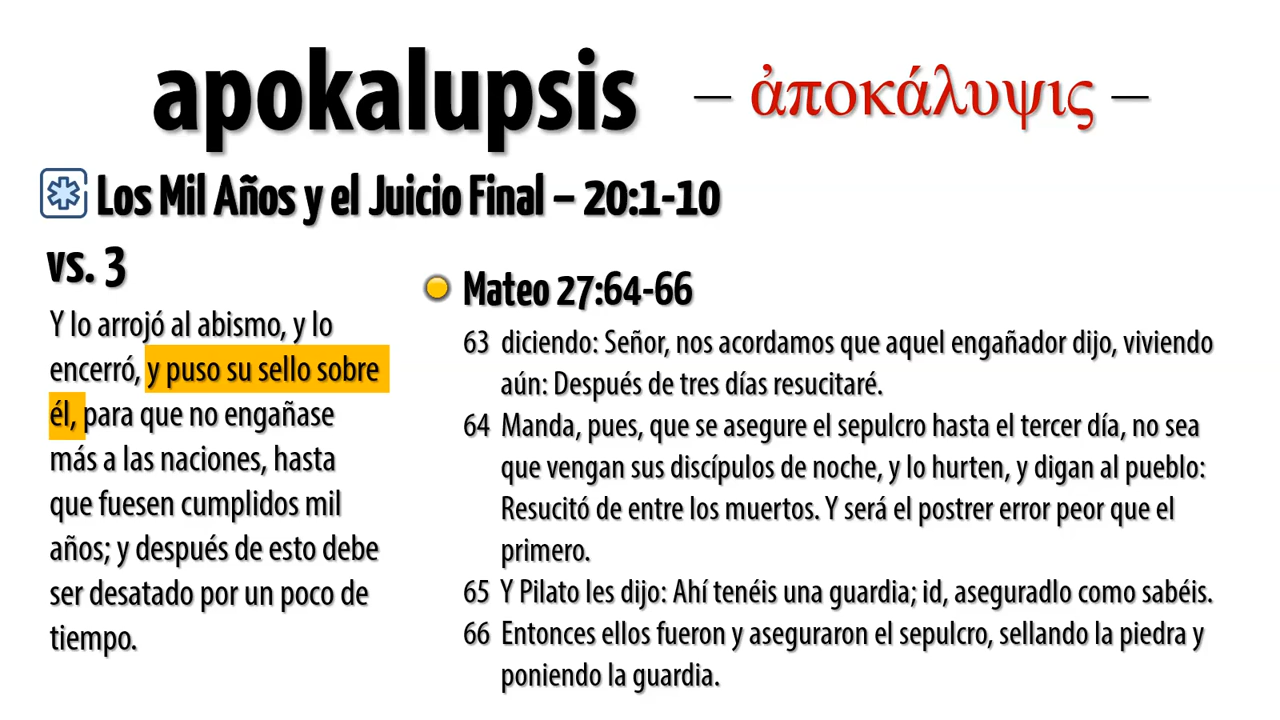 apokalupsis – ἀποκάλυψις –
Los Mil Años y el Juicio Final – 20:1-10
vs. 3
Y lo arrojó al abismo, y lo
encerró, y puso su sello sobre
él, para que no engañase
más a las naciones, hasta
que fuesen cumplidos mil
años; y después de esto debe
ser desatado por un poco de
tiempo.
Mateo 27:64-66
63 diciendo: Señor, nos acordamos que aquel engañador dijo, viviendo
aún: Después de tres días resucitaré.
64 Manda, pues, que se asegure el sepulcro hasta el tercer día, no sea
que vengan sus discípulos de noche, y lo hurten, y digan al pueblo:
Resucitó de entre los muertos. Y será el postrer error peor que el
primero.
65 Y Pilato les dijo: Ahí tenéis una guardia; id, aseguradlo como sabéis.
66 Entonces ellos fueron y aseguraron el sepulcro, sellando la piedra y
poniendo la guardia.